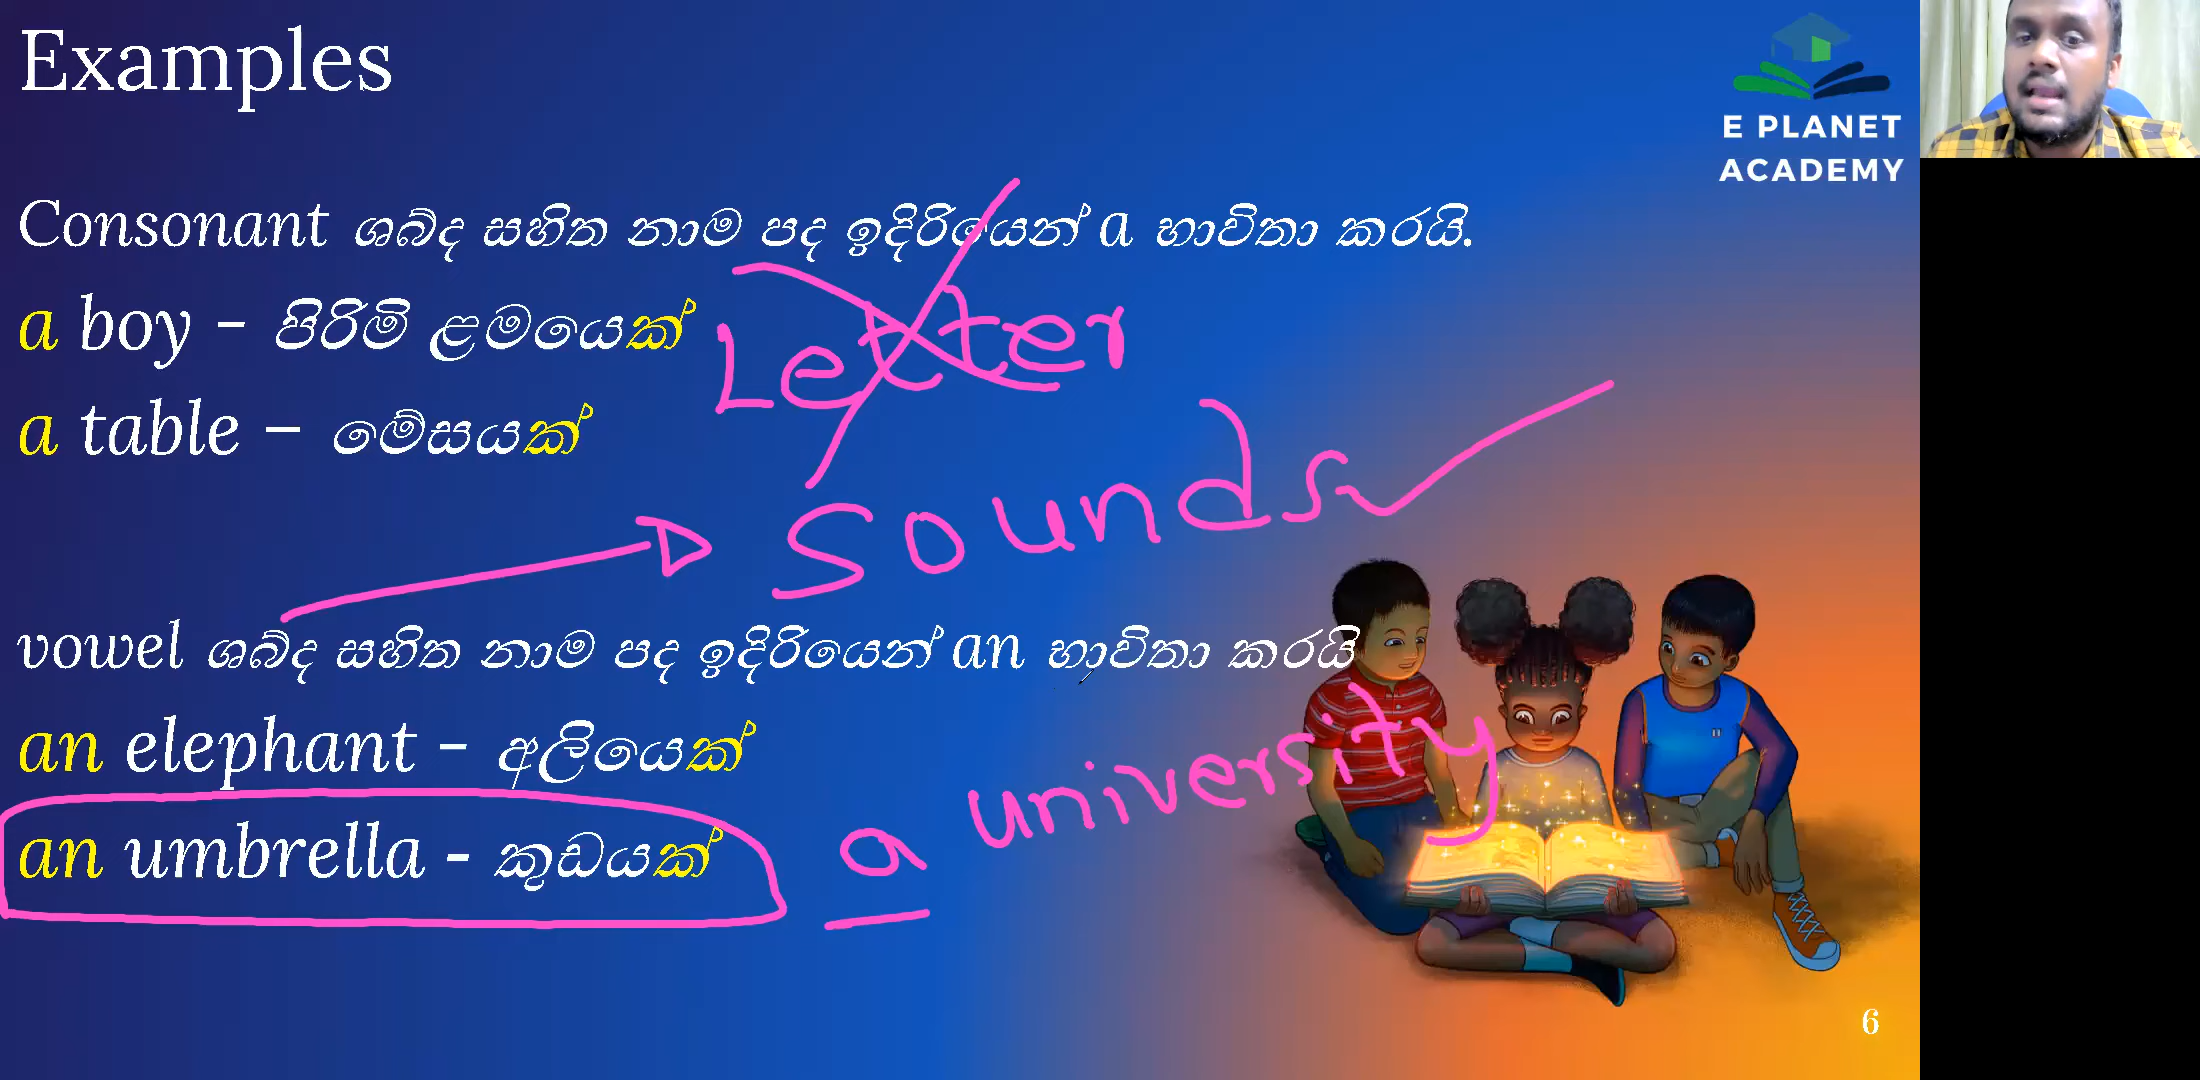 Examples
E PLANET
ACADEMY
Consonant ශබ්ද සහිත නාම පද ඉදිරියෙන් a භාවිතා කරයි.
a boy - පිරිමි ළමයෙක්
Letter
a table – මේසයක්
sounds
vowel ශබ්ද සහිත නාම පද ඉදිරියෙන් an භාවිතා කරයි
an elephant - අලියෙක්
an umbrella - කුඩයක්
a university
6